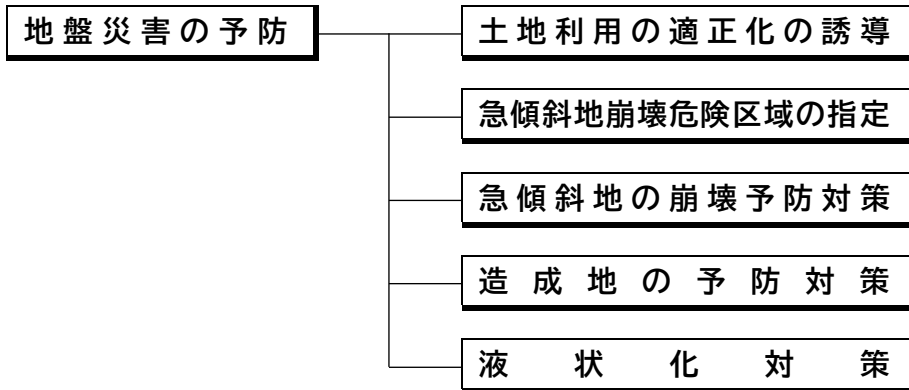 地盤災害の予防
土地利用の適正化の誘導
急傾斜地崩壊危険区域の指定
急傾斜地の崩壊予防対策
造成地の予防対策
液状化対策